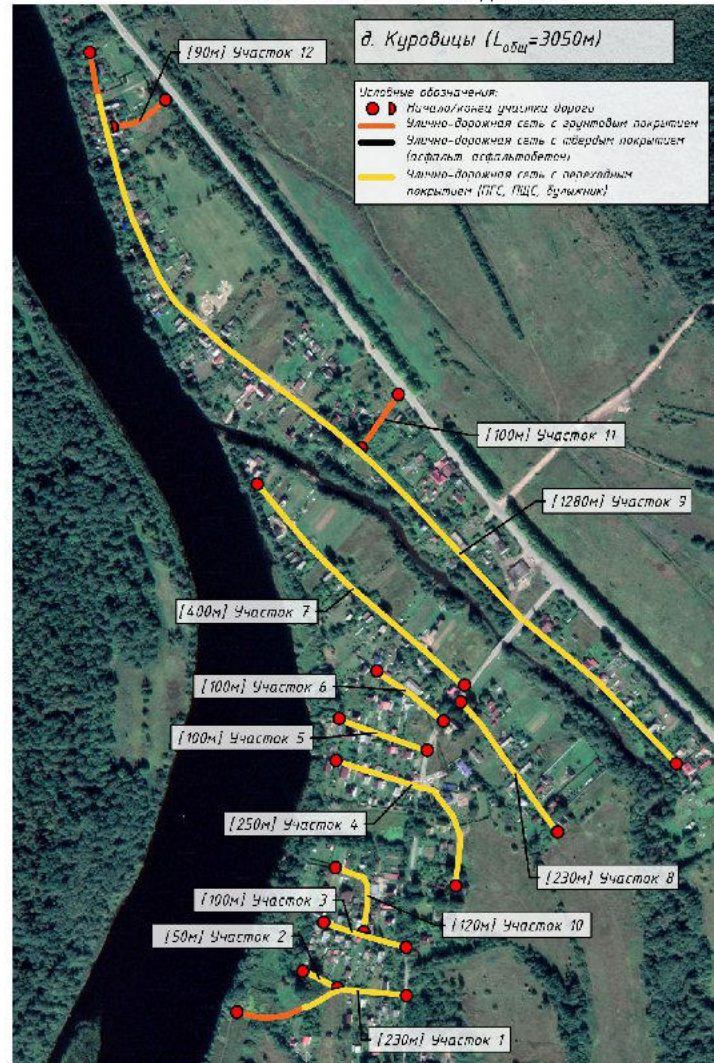 [90м] Участок 12
д. Куровицы (Lобщ=3050м)
Условные обозначения:
Начало/конец участка дороги
Улично-дорожная сеть с грунтовым покрытием
Улично-дорожная сеть с твердым покрытием
(асфальт, асфальтобетон)
Улично-дорожная сеть с переходным
покрытием (ПГС, ПЩС, булыжник)
[100м] Участок 11
[1280м] Участок 9
[400м] Участок 7
[100м] Участок 6
[100м] Участок 5
[250м] Участок 4
[230м] Участок 8
[100м] Участок 3
[120м] Участок 10
[50м] Участок 2
[230м] Участок 1